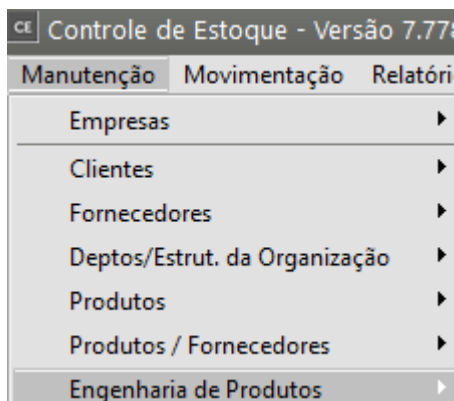 CE Controle de Estoque - Versão 7.778
Manutenção Movimentação Relatóri
Empresas
Clientes
Fornecedores
Deptos/Estrut. da Organização
Produtos
Produtos / Fornecedores
Engenharia de Produtos